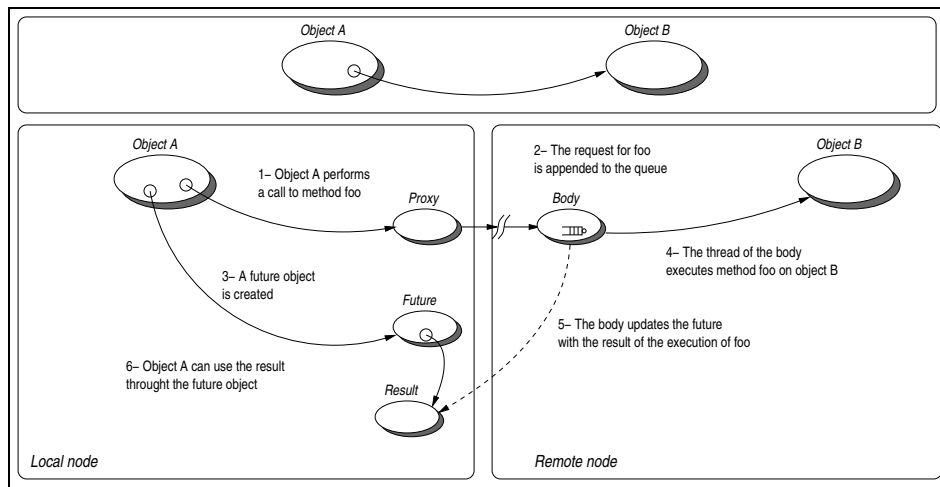 Object A
Object B
Object A
1– Object A performs
a call to method foo
Proxy
3– A future object
is created
Future
6– Object A can use the result
throught the future object
Result
Local node
2– The request for foo
is appended to the queue
Object B
Body
4– The thread of the body
executes method foo on object B
5– The body updates the future
with the result of the execution of foo
Remote node